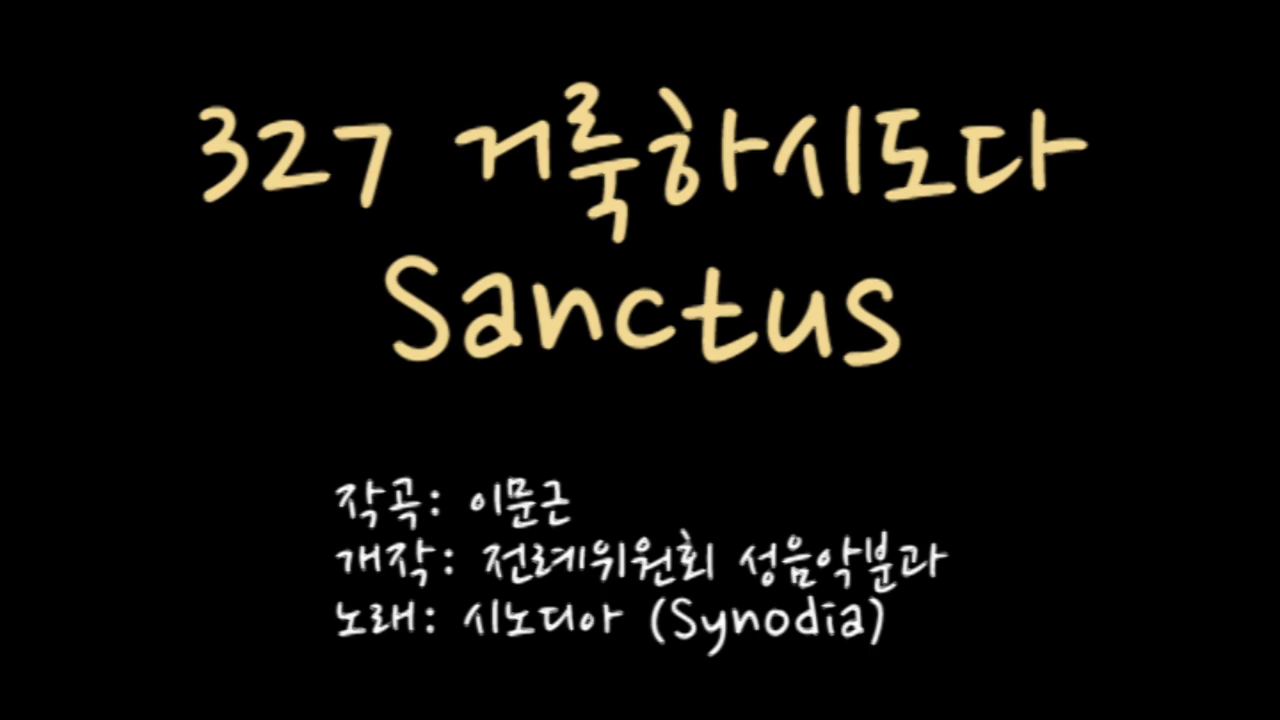 327 거룩하시도다
Sanctus
작곡: 이문근
개작: 전례위원회 성음악분과
노래: 시노디아 (Synodia)